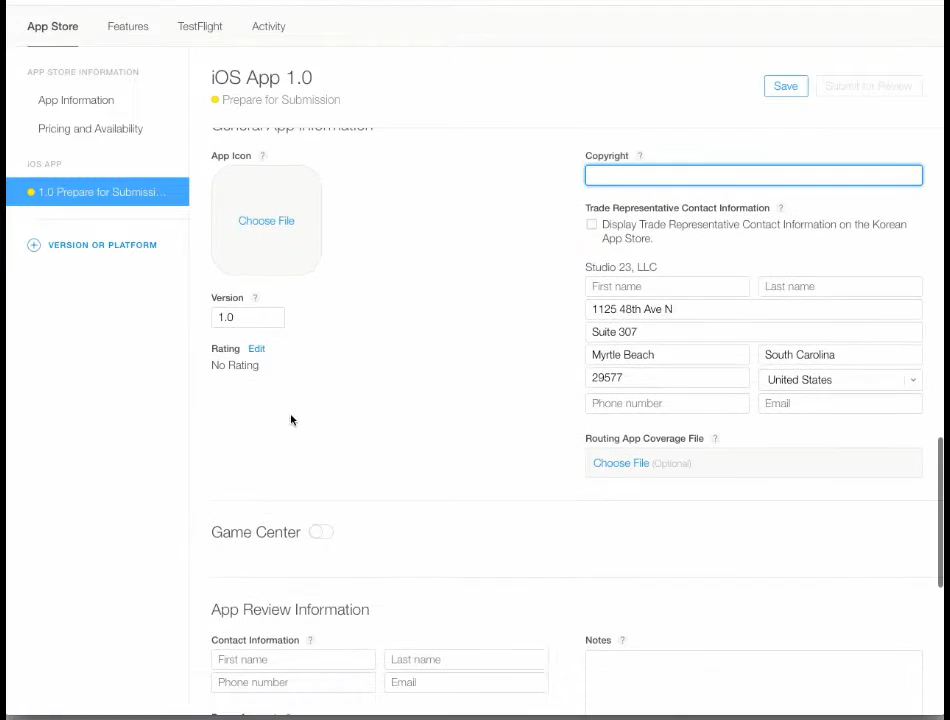 App Store Features TestFlight Activity
APP STORE INFORMATION
App Information
Pricing and Availability
iOS APP
1.0 Prepare for Submissi...
VERSION OR PLATFORM
iOS App 1.0
Prepare for Submission
Save Submit for Review
General App Information
App Icon ?
Choose File
Version ?
1.0
Rating Edit
No Rating
Copyright ?
Trade Representative Contact Information ?
Display Trade Representative Contact Information on the Korean
App Store.
Studio 23, LLC
First name Last name
1125 48th Ave N
Suite 307
Myrtle Beach South Carolina
29577 United States
Phone number Email
Routing App Coverage File ?
Choose File (Optional)
Game Center
App Review Information
Contact Information ?
First name Last name
Phone number Email
Notes ?